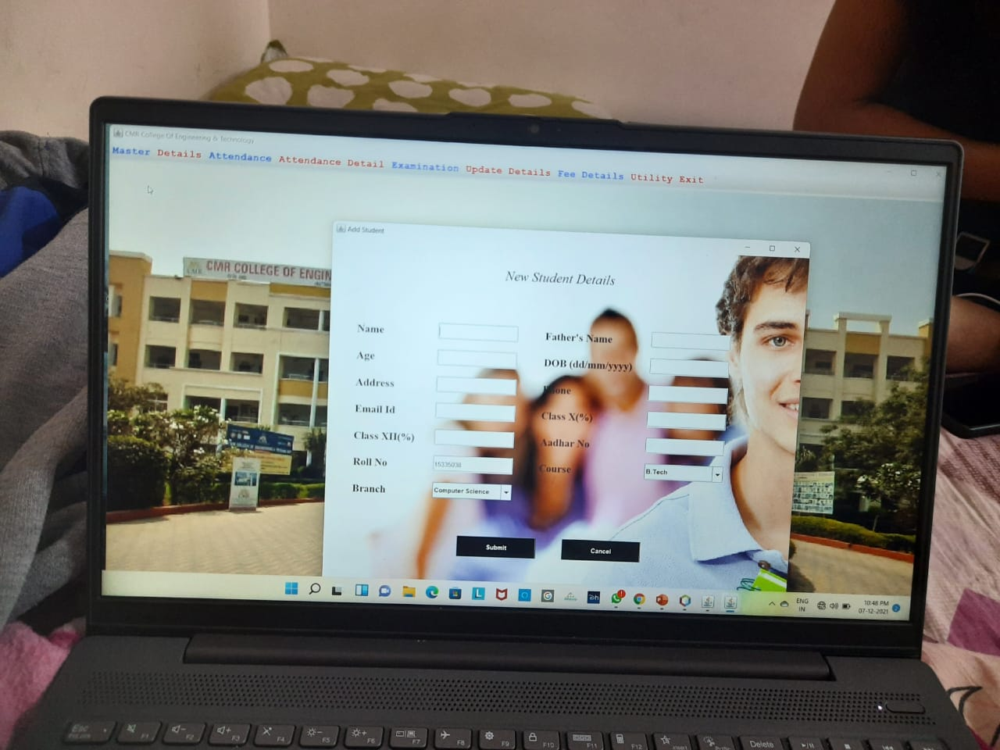 CMR College Of Engineering & Technology
Master Details Attendance Attendance Detail Examination Update Details Fee Details Utility Exit
CMR COLLEGE OF ENGIN
Add Student
New Student Details
Name
Father's Name
Age
DOB (dd/mm/yyyy)
Address
Phone
Email Id
Class X(%)
Class XII(%)
Aadhar No
Roll No
15335038
Course
B.Tech
Branch
Computer Science
Submit
Cancel
ENG
IN
10:48 PM
07-12-2021
2
Esc
F1
F2
F3
F4
F5
F6
F7
F8
F9
F10
F11
F12
Insert
Delete